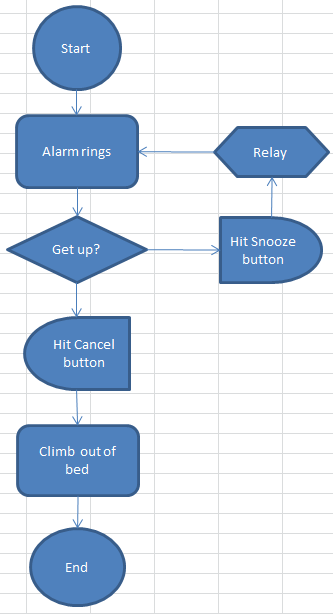 Start
Alarm rings
Relay
Get up?
Hit Snooze
button
Hit Cancel
button
Climb out of
bed
End